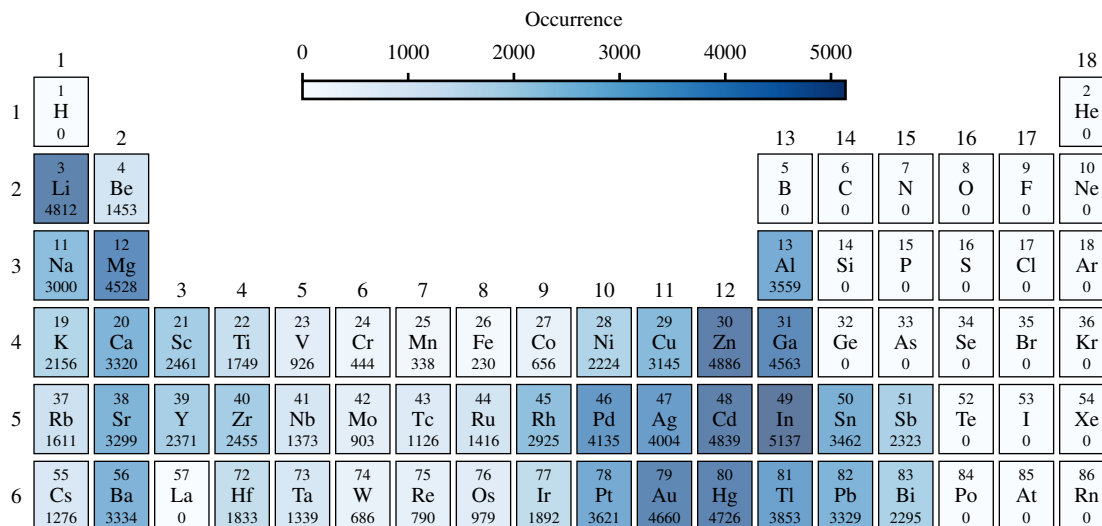 Occurrence
0 1000 2000 3000 4000 5000
1 18
1 2
1 H He
0 0
2 13 14 15 16 17
3 4 5 6 7 8 9 10
2 Li Be B C N O F Ne
4812 1453 0 0 0 0 0 0
11 12 13 14 15 16 17 18
3 Na Mg Al Si P S Cl Ar
3000 4528 3559 0 0 0 0 0
3 4 5 6 7 8 9 10 11 12
19 20 21 22 23 24 25 26 27 28 29 30 31 32 33 34 35 36
4 K Ca Sc Ti V Cr Mn Fe Co Ni Cu Zn Ga Ge As Se Br Kr
2156 3320 2461 1749 926 444 338 230 656 2224 3145 4886 4563 0 0 0 0 0
37 38 39 40 41 42 43 44 45 46 47 48 49 50 51 52 53 54
5 Rb Sr Y Zr Nb Mo Tc Ru Rh Pd Ag Cd In Sn Sb Te I Xe
1611 3299 2371 2455 1373 903 1126 1416 2925 4135 4004 4839 5137 3462 2323 0 0 0
55 56 57 72 73 74 75 76 77 78 79 80 81 82 83 84 85 86
6 Cs Ba La Hf Ta W Re Os Ir Pt Au Hg Tl Pb Bi Po At Rn
1276 3334 0 1833 1339 686 790 979 1892 3621 4660 4726 3853 3329 2295 0 0 0